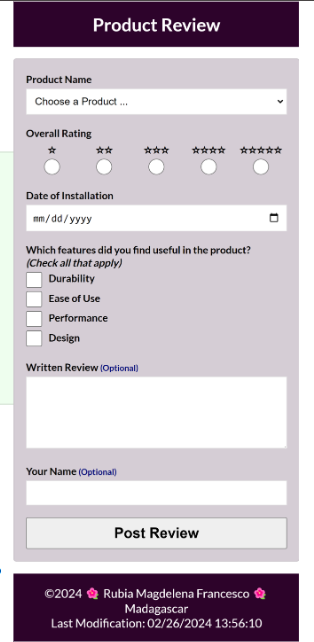 Product Review
Product Name
Choose a Product ...
Overall Rating
☆ ☆☆ ☆☆☆ ☆☆☆☆ ☆☆☆☆☆
Date of Installation
mm/dd/yyyy
Which features did you find useful in the product?
(Check all that apply)
Durability
Ease of Use
Performance
Design
Written Review (Optional)
Your Name (Optional)
Post Review
©2024 🌺 Rubia Magdelena Francesco 🌺
Madagascar
Last Modification: 02/26/2024 13:56:10